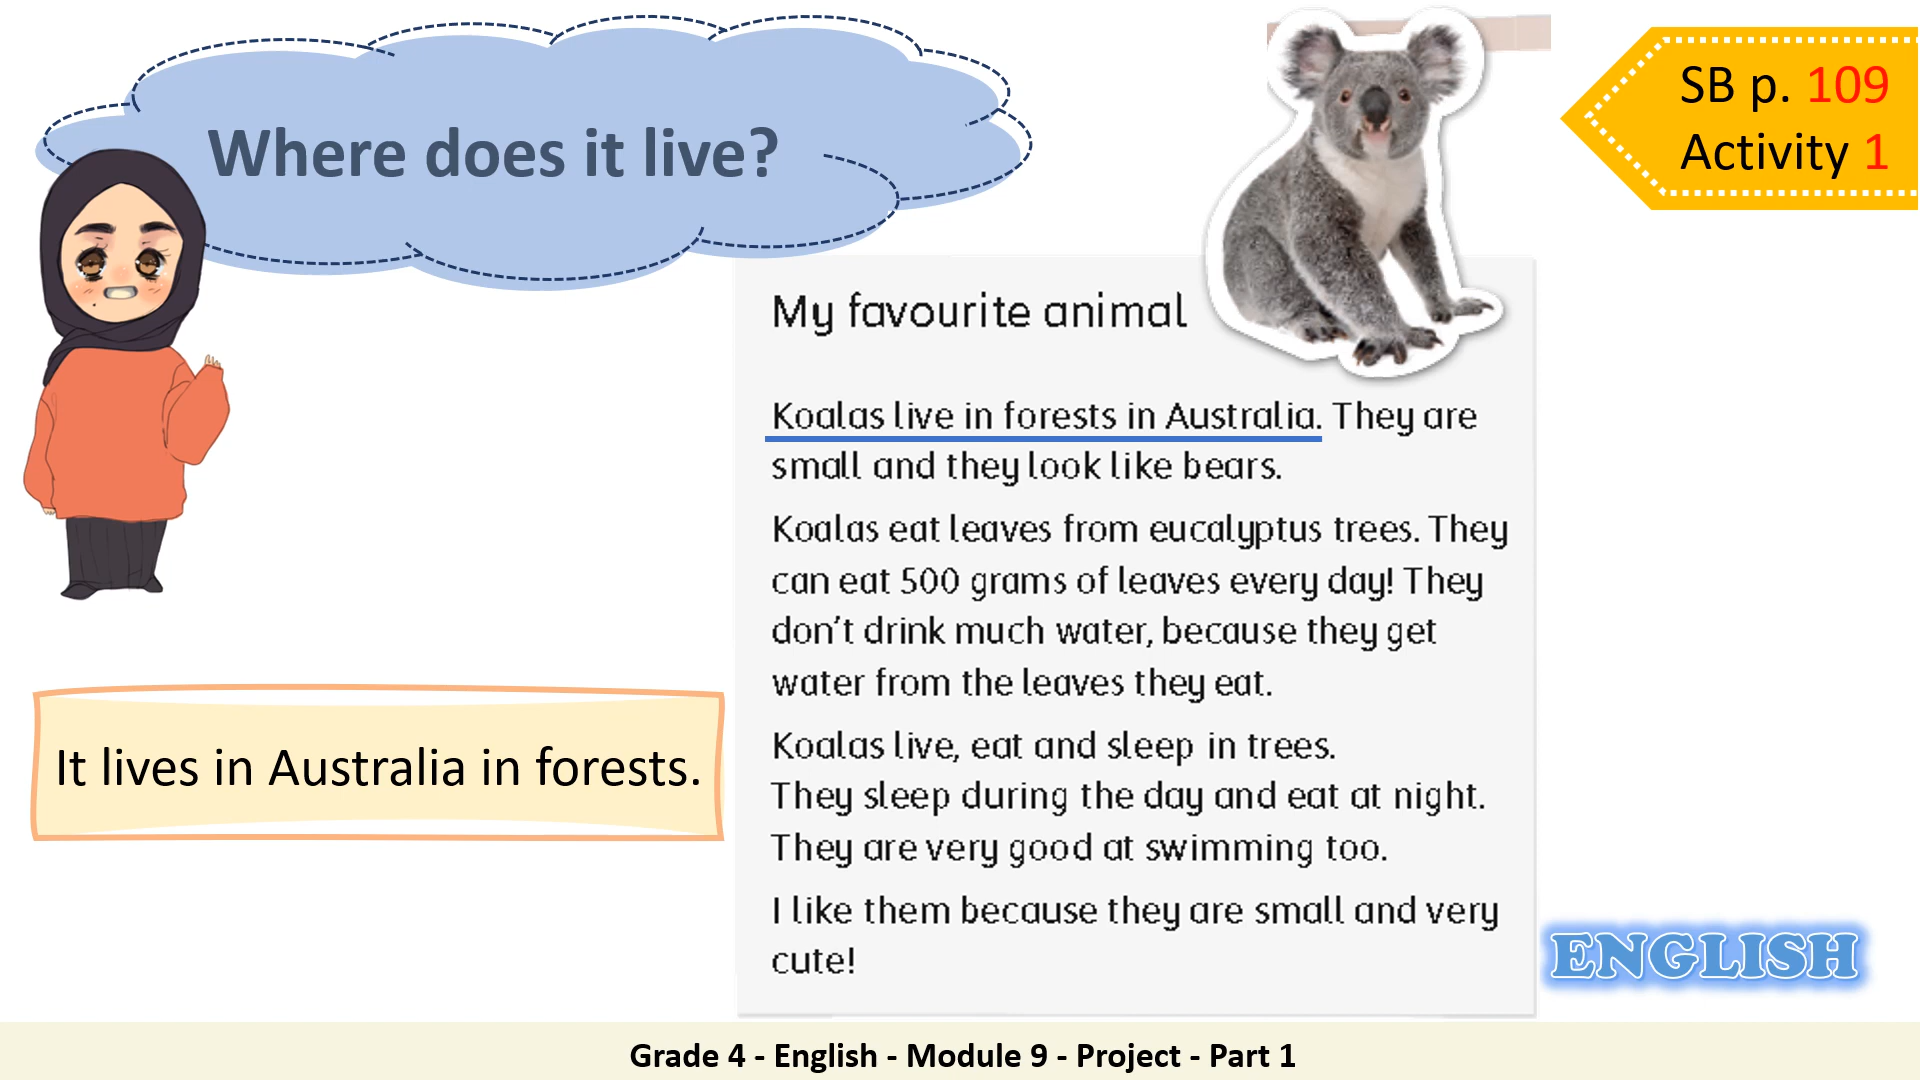 Where does it live?
SB p. 109
Activity 1
My favourite animal
Koalas live in forests in Australia. They are
small and they look like bears.
Koalas eat leaves from eucalyptus trees. They
can eat 500 grams of leaves every day! They
don't drink much water, because they get
water from the leaves they eat.
Koalas live, eat and sleep in trees.
They sleep during the day and eat at night.
They are very good at swimming too.
I like them because they are small and very
cute!
It lives in Australia in forests.
ENGLISH
Grade 4 - English - Module 9 - Project - Part 1